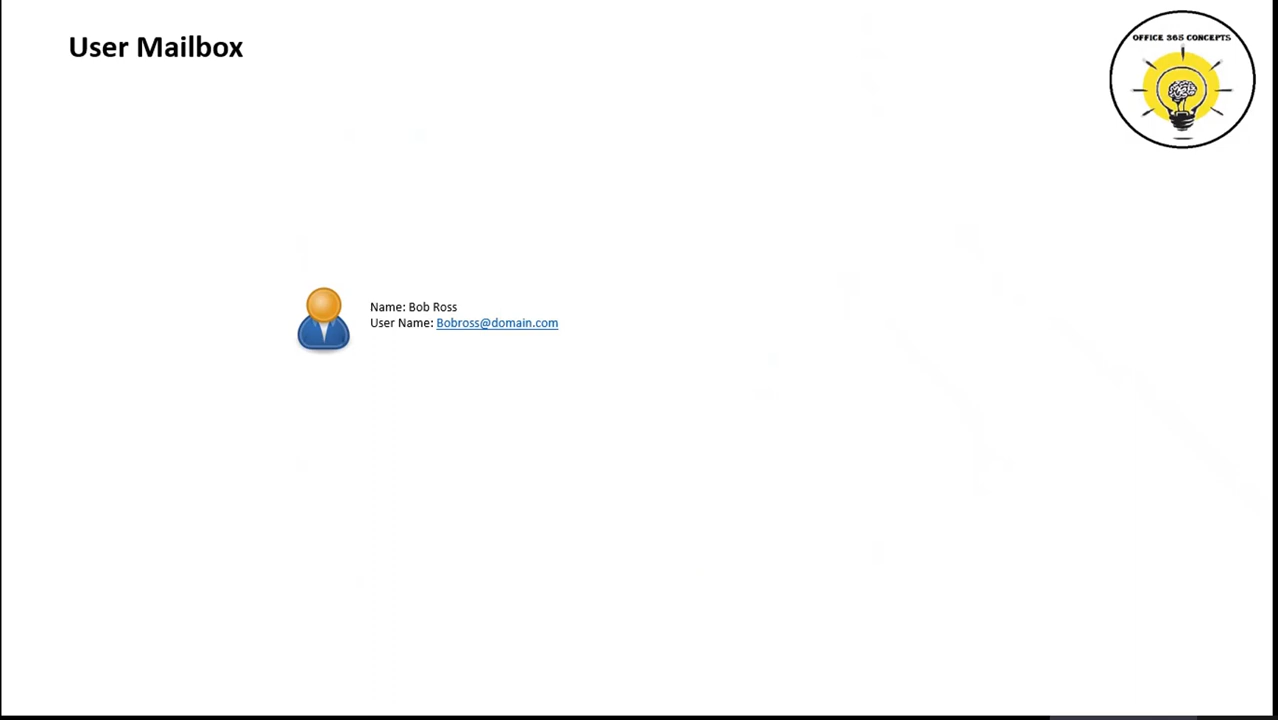 User Mailbox
OFFICE 365 CONCEPTS
Name: Bob Ross
User Name: Bobross@domain.com